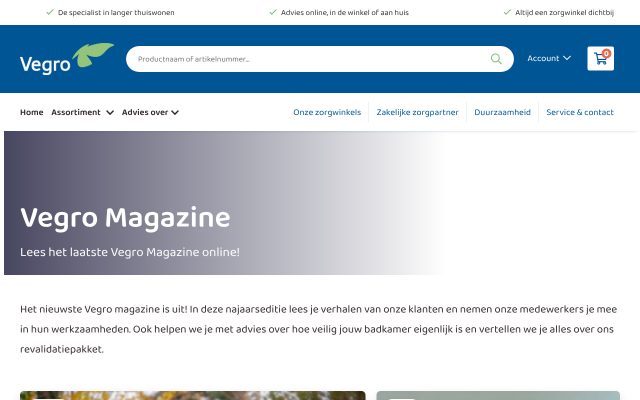 De specialist in langer thuiswonen
Advies online, in de winkel of aan huis
Altijd een zorgwinkel dichtbij
Vegro
Productnaam of artikelnummer...
Account
0
Home
Assortiment
Advies over
Onze zorgwinkels
Zakelijke zorgpartner
Duurzaamheid
Service & contact
Vegro Magazine
Lees het laatste Vegro Magazine online!
Het nieuwste Vegro magazine is uit! In deze najaarseditie lees je verhalen van onze klanten en nemen onze medewerkers je mee
in hun werkzaamheden. Ook helpen we je met advies over hoe veilig jouw badkamer eigenlijk is en vertellen we je alles over ons
revalidatiepakket.